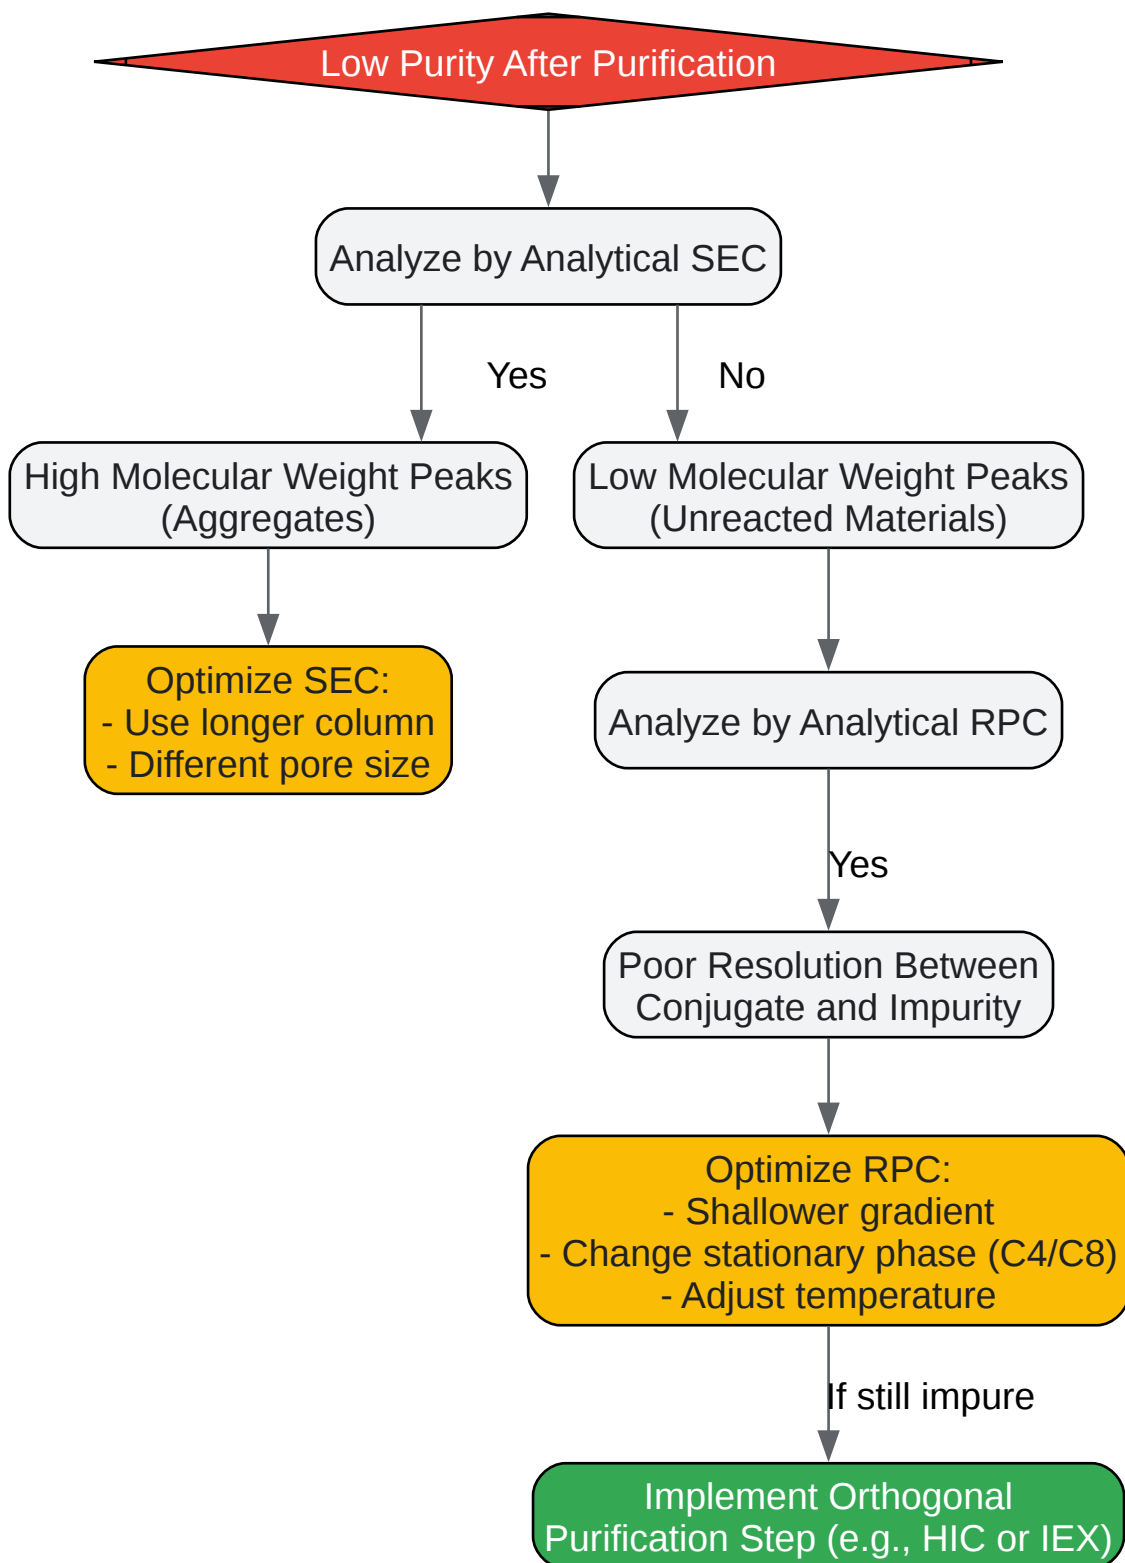 Low Purity After Purification
Analyze by Analytical SEC
Yes
No
High Molecular Weight Peaks
(Aggregates)
Low Molecular Weight Peaks
(Unreacted Materials)
Optimize SEC:
- Use longer column
- Different pore size
Analyze by Analytical RPC
Yes
Poor Resolution Between
Conjugate and Impurity
Optimize RPC:
- Shallower gradient
- Change stationary phase (C4/C8)
- Adjust temperature
If still impure
Implement Orthogonal
Purification Step (e.g., HIC or IEX)